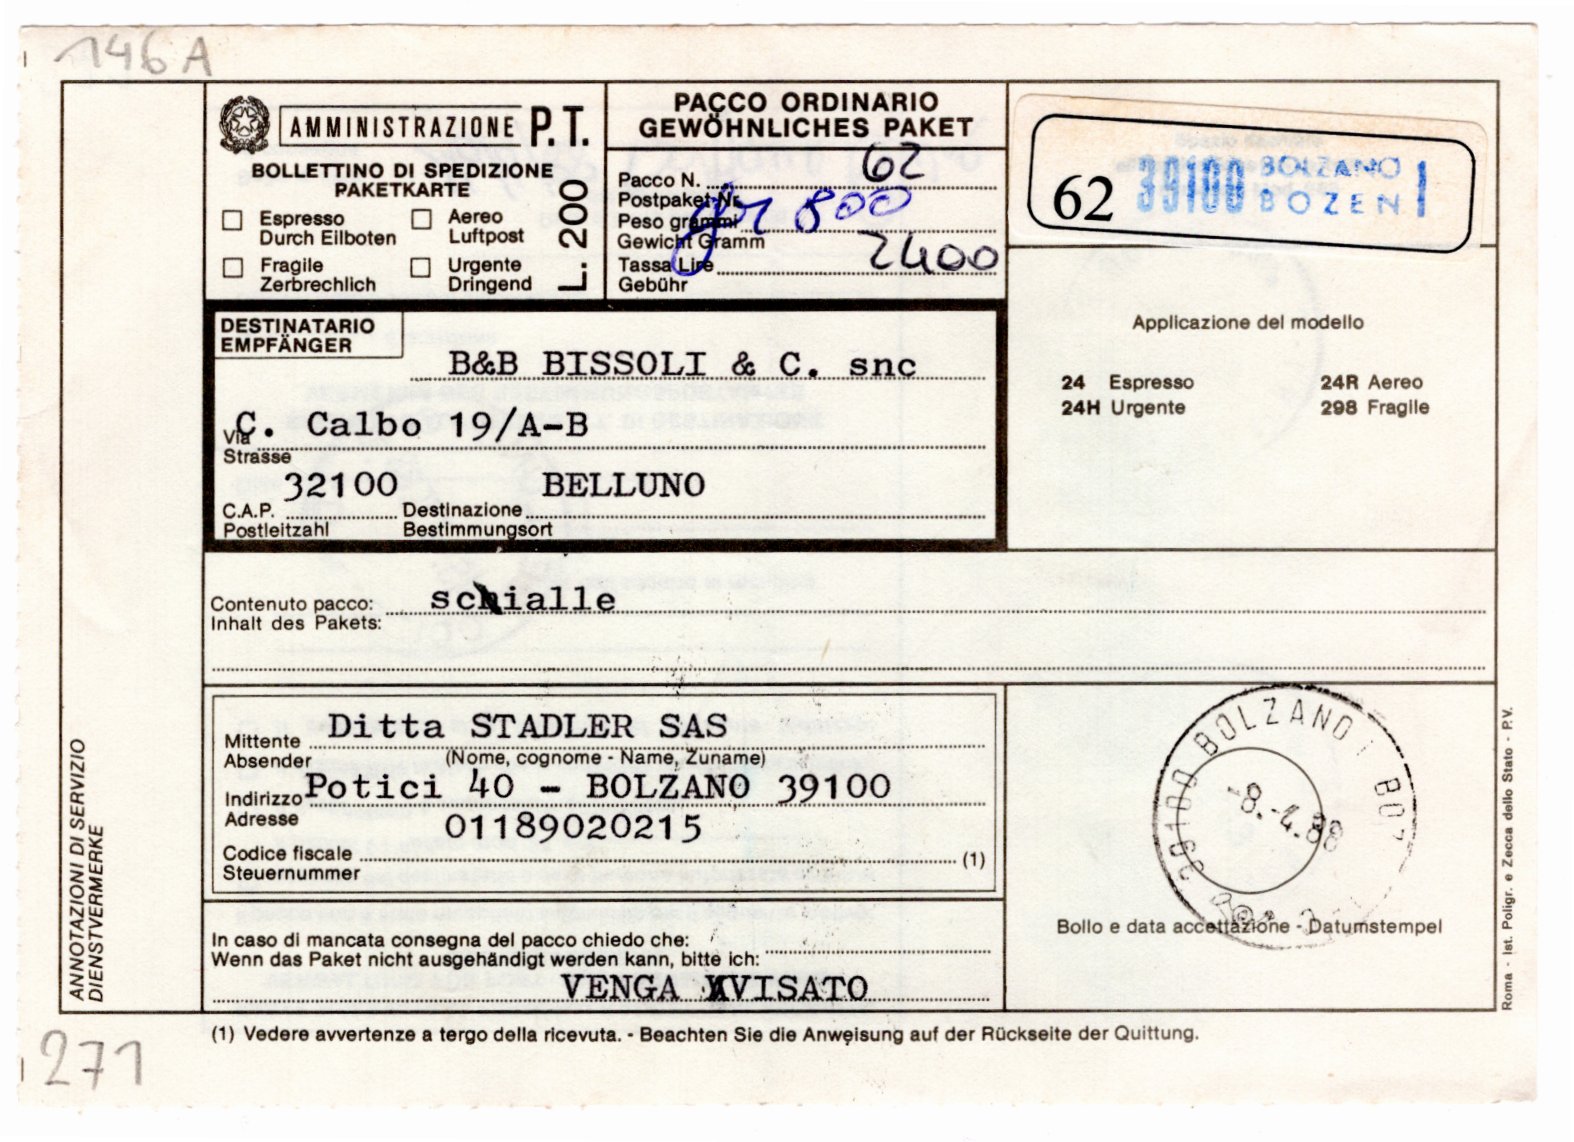 146A
AMMINISTRAZIONE P.T.
BOLLETTINO DI SPEDIZIONE
PAKETKARTE
Espresso
Durch Eilboten
Aereo
Luftpost
Fragile
Zerbrechlich
Urgente
Dringend
L. 200
PACCO ORDINARIO
GEWÖHNLICHES PAKET
Pacco N. 62
Postpaket Nr.
Peso grammi gr 800
Gewicht Gramm
Tassa Lire 2400
Gebühr
62 39100 BOLZANO 1
BOZEN
Applicazione del modello
24 Espresso 24R Aereo
24H Urgente 298 Fragile
DESTINATARIO
EMPFÄNGER
B&B BISSOLI & C. snc
Via C. Calbo 19/A-B
Strasse
32100 BELLUNO
C.A.P. Destinazione
Postleitzahl Bestimmungsort
Contenuto pacco: schialle
Inhalt des Pakets:
Mittente Ditta STADLER SAS
Absender (Nome, cognome - Name, Zuname)
Indirizzo Potici 40 - BOLZANO 39100
Adresse
01189020215
Codice fiscale (1)
Steuernummer
39100 BOLZANO
-8.-4.88
Bollo e data accettazione - Datumstempel
In caso di mancata consegna del pacco chiedo che:
Wenn das Paket nicht ausgehändigt werden kann, bitte ich:
VENGA AVVISATO
(1) Vedere avvertenze a tergo della ricevuta. - Beachten Sie die Anweisung auf der Rückseite der Quittung.
ANNOTAZIONI DI SERVIZIO
DIENSTVERMERKE
Roma - Ist. Poligr. e Zecca dello Stato - P.V.
271